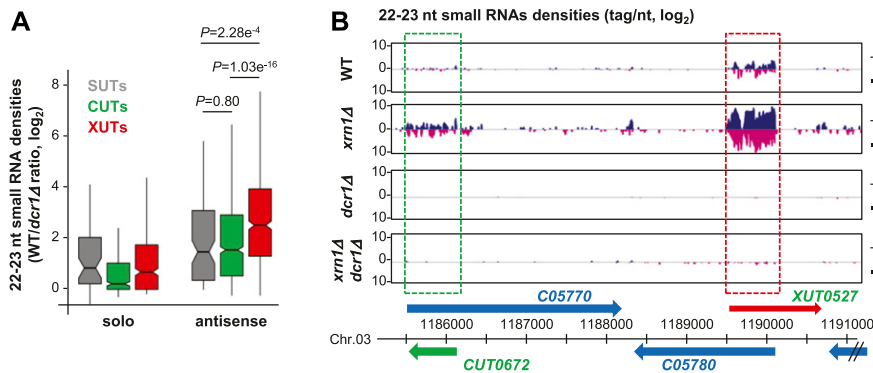 A
22-23 nt small RNA densities
(WT/dcr1Δ ratio, log2)
8
6
4
2
0
SUTs
CUTs
XUTs
P=2.28e-4
P=1.03e-16
P=0.80
solo
antisense
B
22-23 nt small RNAs densities (tag/nt, log2)
WT
10
0
10
xrn1Δ
10
0
10
dcr1Δ
10
0
10
xrn1Δ
dcr1Δ
10
0
10
C05770
XUT0527
1186000 1187000 1188000 1189000 1190000 1191000
Chr.03
CUT0672
C05780